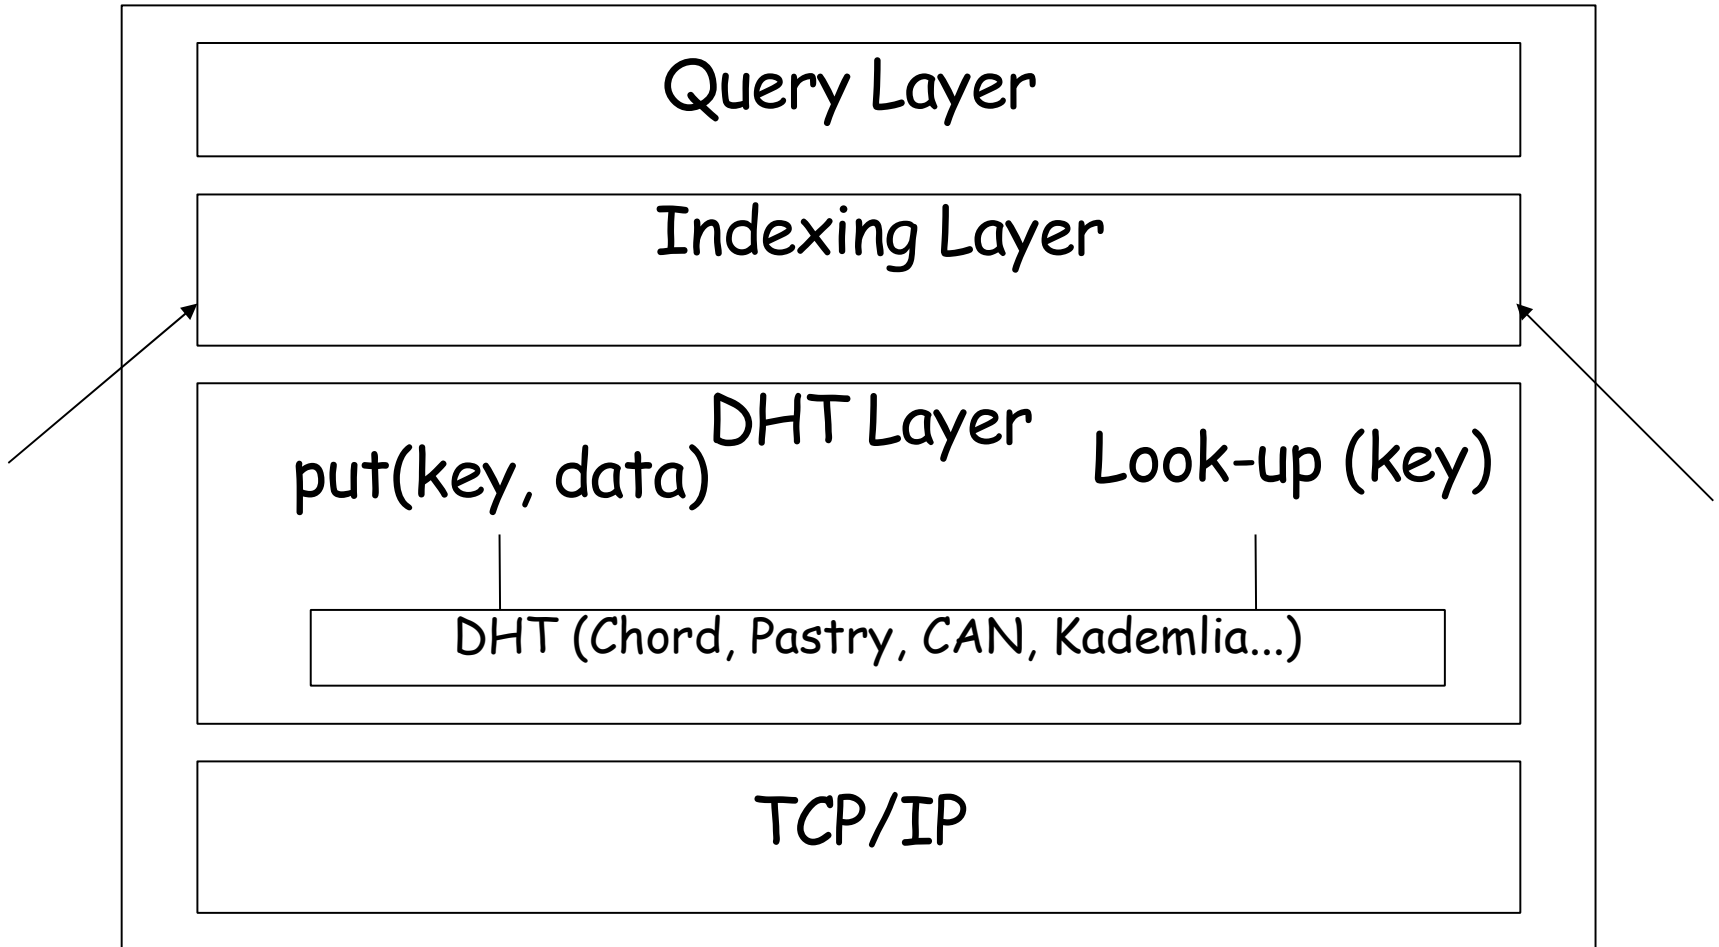 Query Layer
Indexing Layer
DHT Layer
put(key, data)
Look-up (key)
DHT (Chord, Pastry, CAN, Kademlia...)
TCP/IP